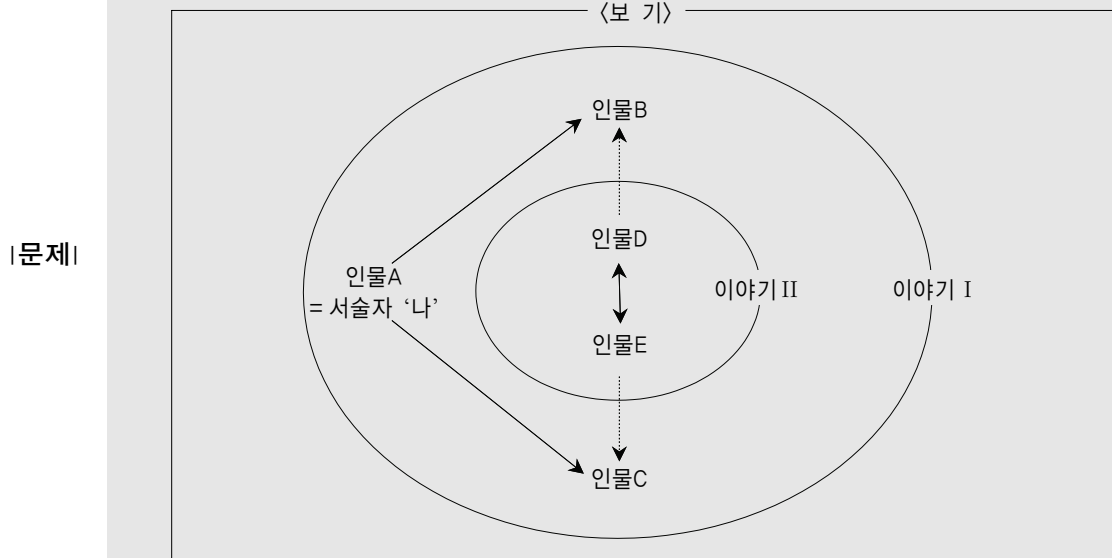 〈보 기〉
인물B
인물D
|문제|
인물A
= 서술자 ‘나’
이야기 II
이야기 I
인물E
인물C